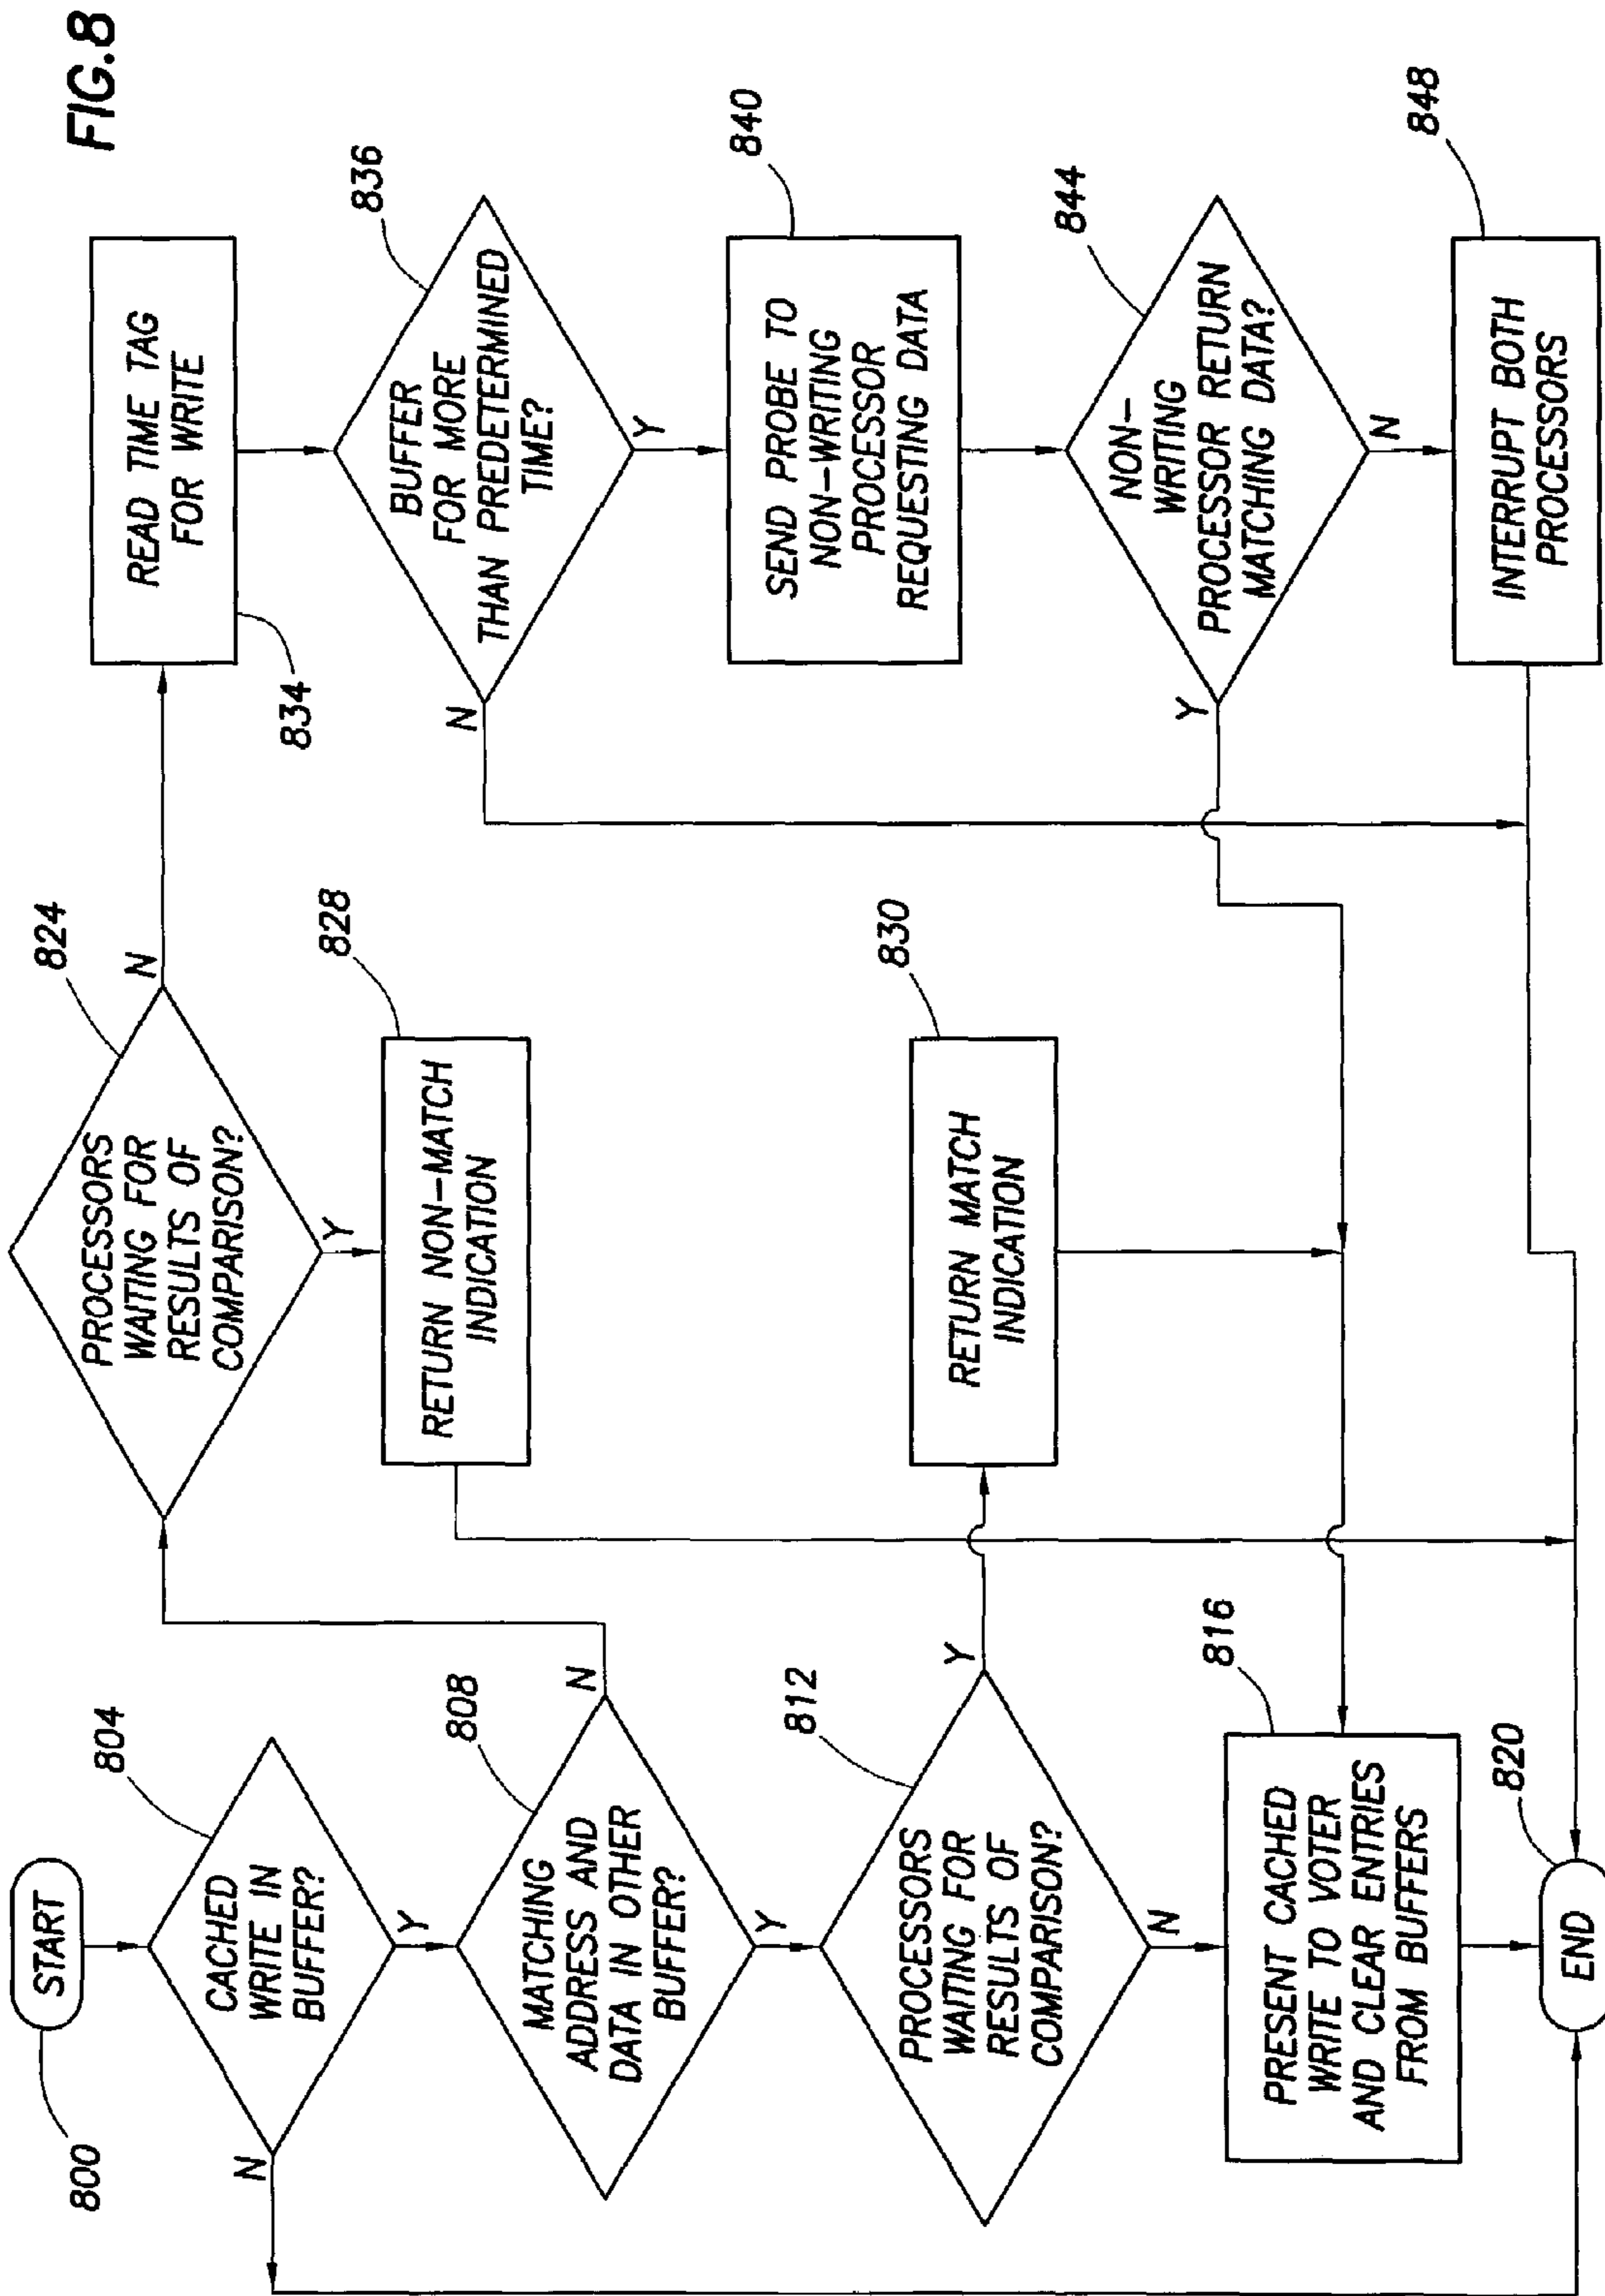 FIG.8
START
800
CACHED
WRITE IN
BUFFER?
804
N
Y
MATCHING
ADDRESS AND
DATA IN OTHER
BUFFER?
808
N
Y
PROCESSORS
WAITING FOR
RESULTS OF
COMPARISON?
812
Y
N
PRESENT CACHED
WRITE TO VOTER
AND CLEAR ENTRIES
FROM BUFFERS
816
END
820
PROCESSORS
WAITING FOR
RESULTS OF
COMPARISON?
824
N
Y
RETURN NON-MATCH
INDICATION
828
RETURN MATCH
INDICATION
830
READ TIME TAG
FOR WRITE
834
BUFFER
FOR MORE
THAN PREDETERMINED
TIME?
836
N
Y
SEND PROBE TO
NON-WRITING
PROCESSOR
REQUESTING DATA
840
NON-
WRITING
PROCESSOR RETURN
MATCHING DATA?
844
Y
N
INTERRUPT BOTH
PROCESSORS
848